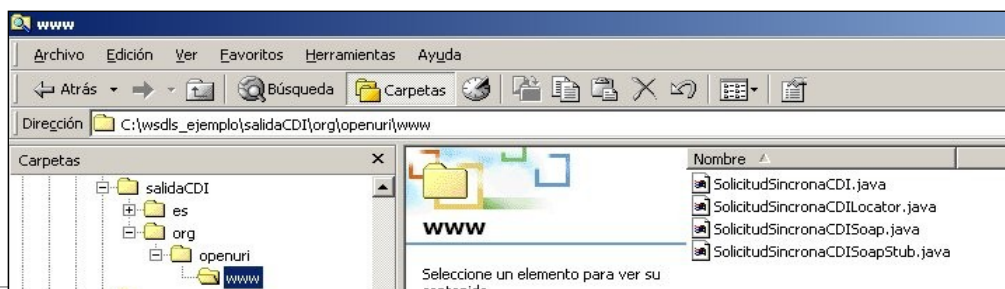 www
Archivo Edición Ver Favoritos Herramientas Ayuda
Atrás Búsqueda Carpetas
Dirección C:\wsdls_ejemplo\salidaCDI\org\openuri\www
Carpetas
salidaCDI
es
org
openuri
www
www
Seleccione un elemento para ver su
Nombre
SolicitudSincronaCDI.java
SolicitudSincronaCDILocator.java
SolicitudSincronaCDISoap.java
SolicitudSincronaCDISoapStub.java